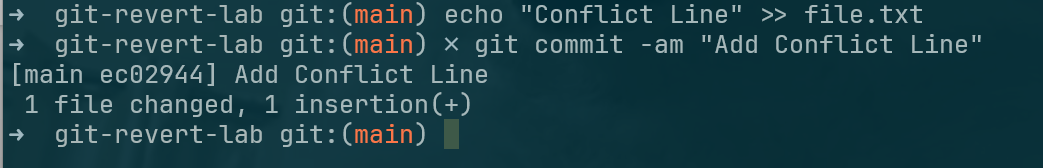 ➜  git-revert-lab git:(main) echo "Conflict Line" >> file.txt
➜  git-revert-lab git:(main) ✗ git commit -am "Add Conflict Line"
[main ec02944] Add Conflict Line
 1 file changed, 1 insertion(+)
➜  git-revert-lab git:(main)